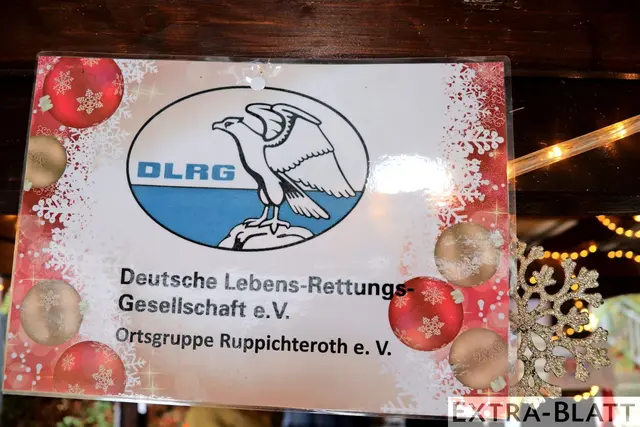 DLRG
Deutsche Lebens-Rettungs-
Gesellschaft e.V.
Ortsgruppe Ruppichteroth e. V.
EXTRA-BLATT